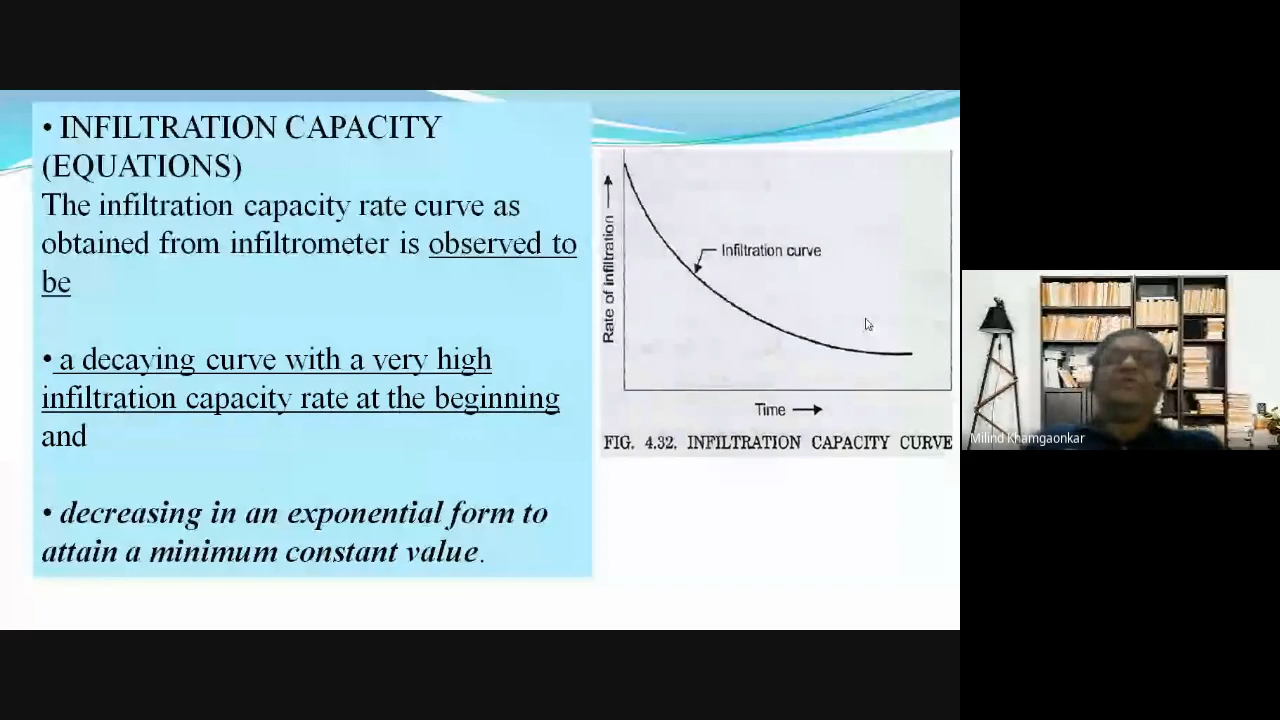 • INFILTRATION CAPACITY
(EQUATIONS)
The infiltration capacity rate curve as
obtained from infiltrometer is observed to
be
• a decaying curve with a very high
infiltration capacity rate at the beginning
and
• decreasing in an exponential form to
attain a minimum constant value.
Rate of infiltration
Infiltration curve
Time
FIG. 4.32. INFILTRATION CAPACITY CURVE
Milind Khamgaonkar